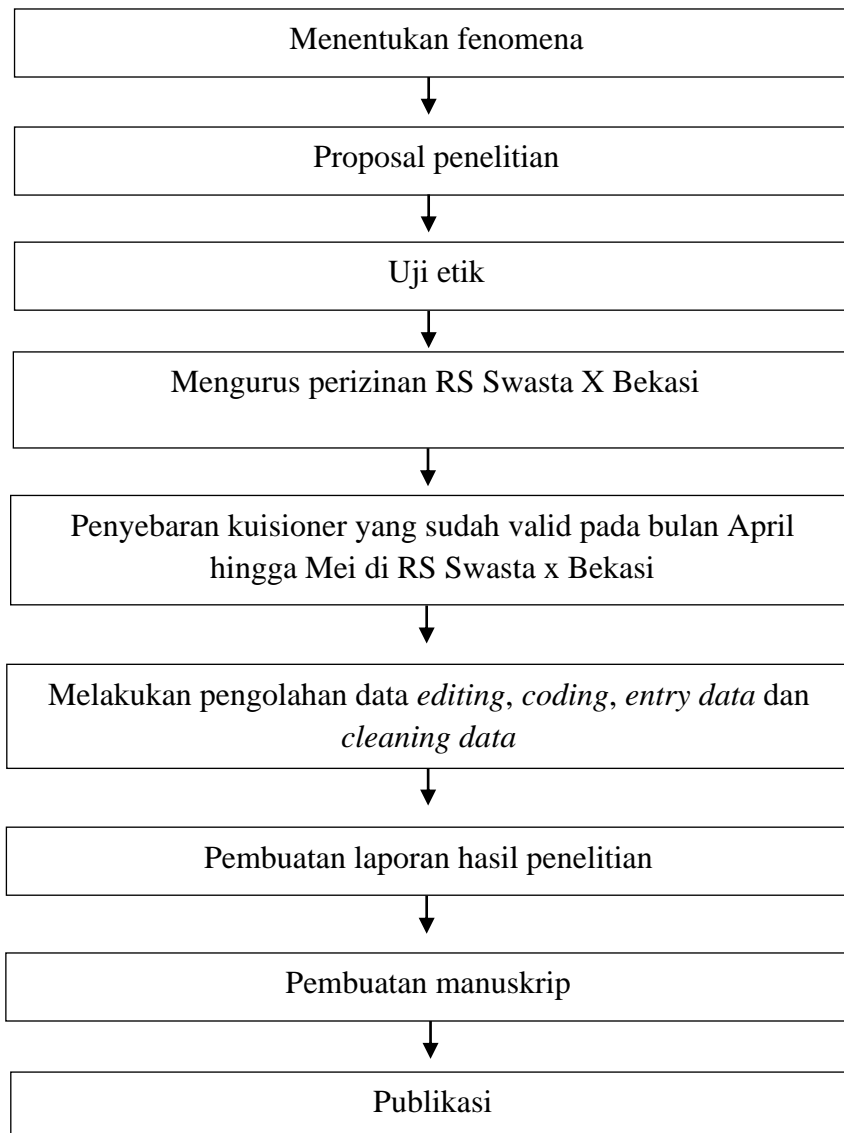 Menentukan fenomena
Proposal penelitian
Uji etik
Mengurus perizinan RS Swasta X Bekasi
Penyebaran kuisioner yang sudah valid pada bulan April
hingga Mei di RS Swasta x Bekasi
Melakukan pengolahan data editing, coding, entry data dan
cleaning data
Pembuatan laporan hasil penelitian
Pembuatan manuskrip
Publikasi